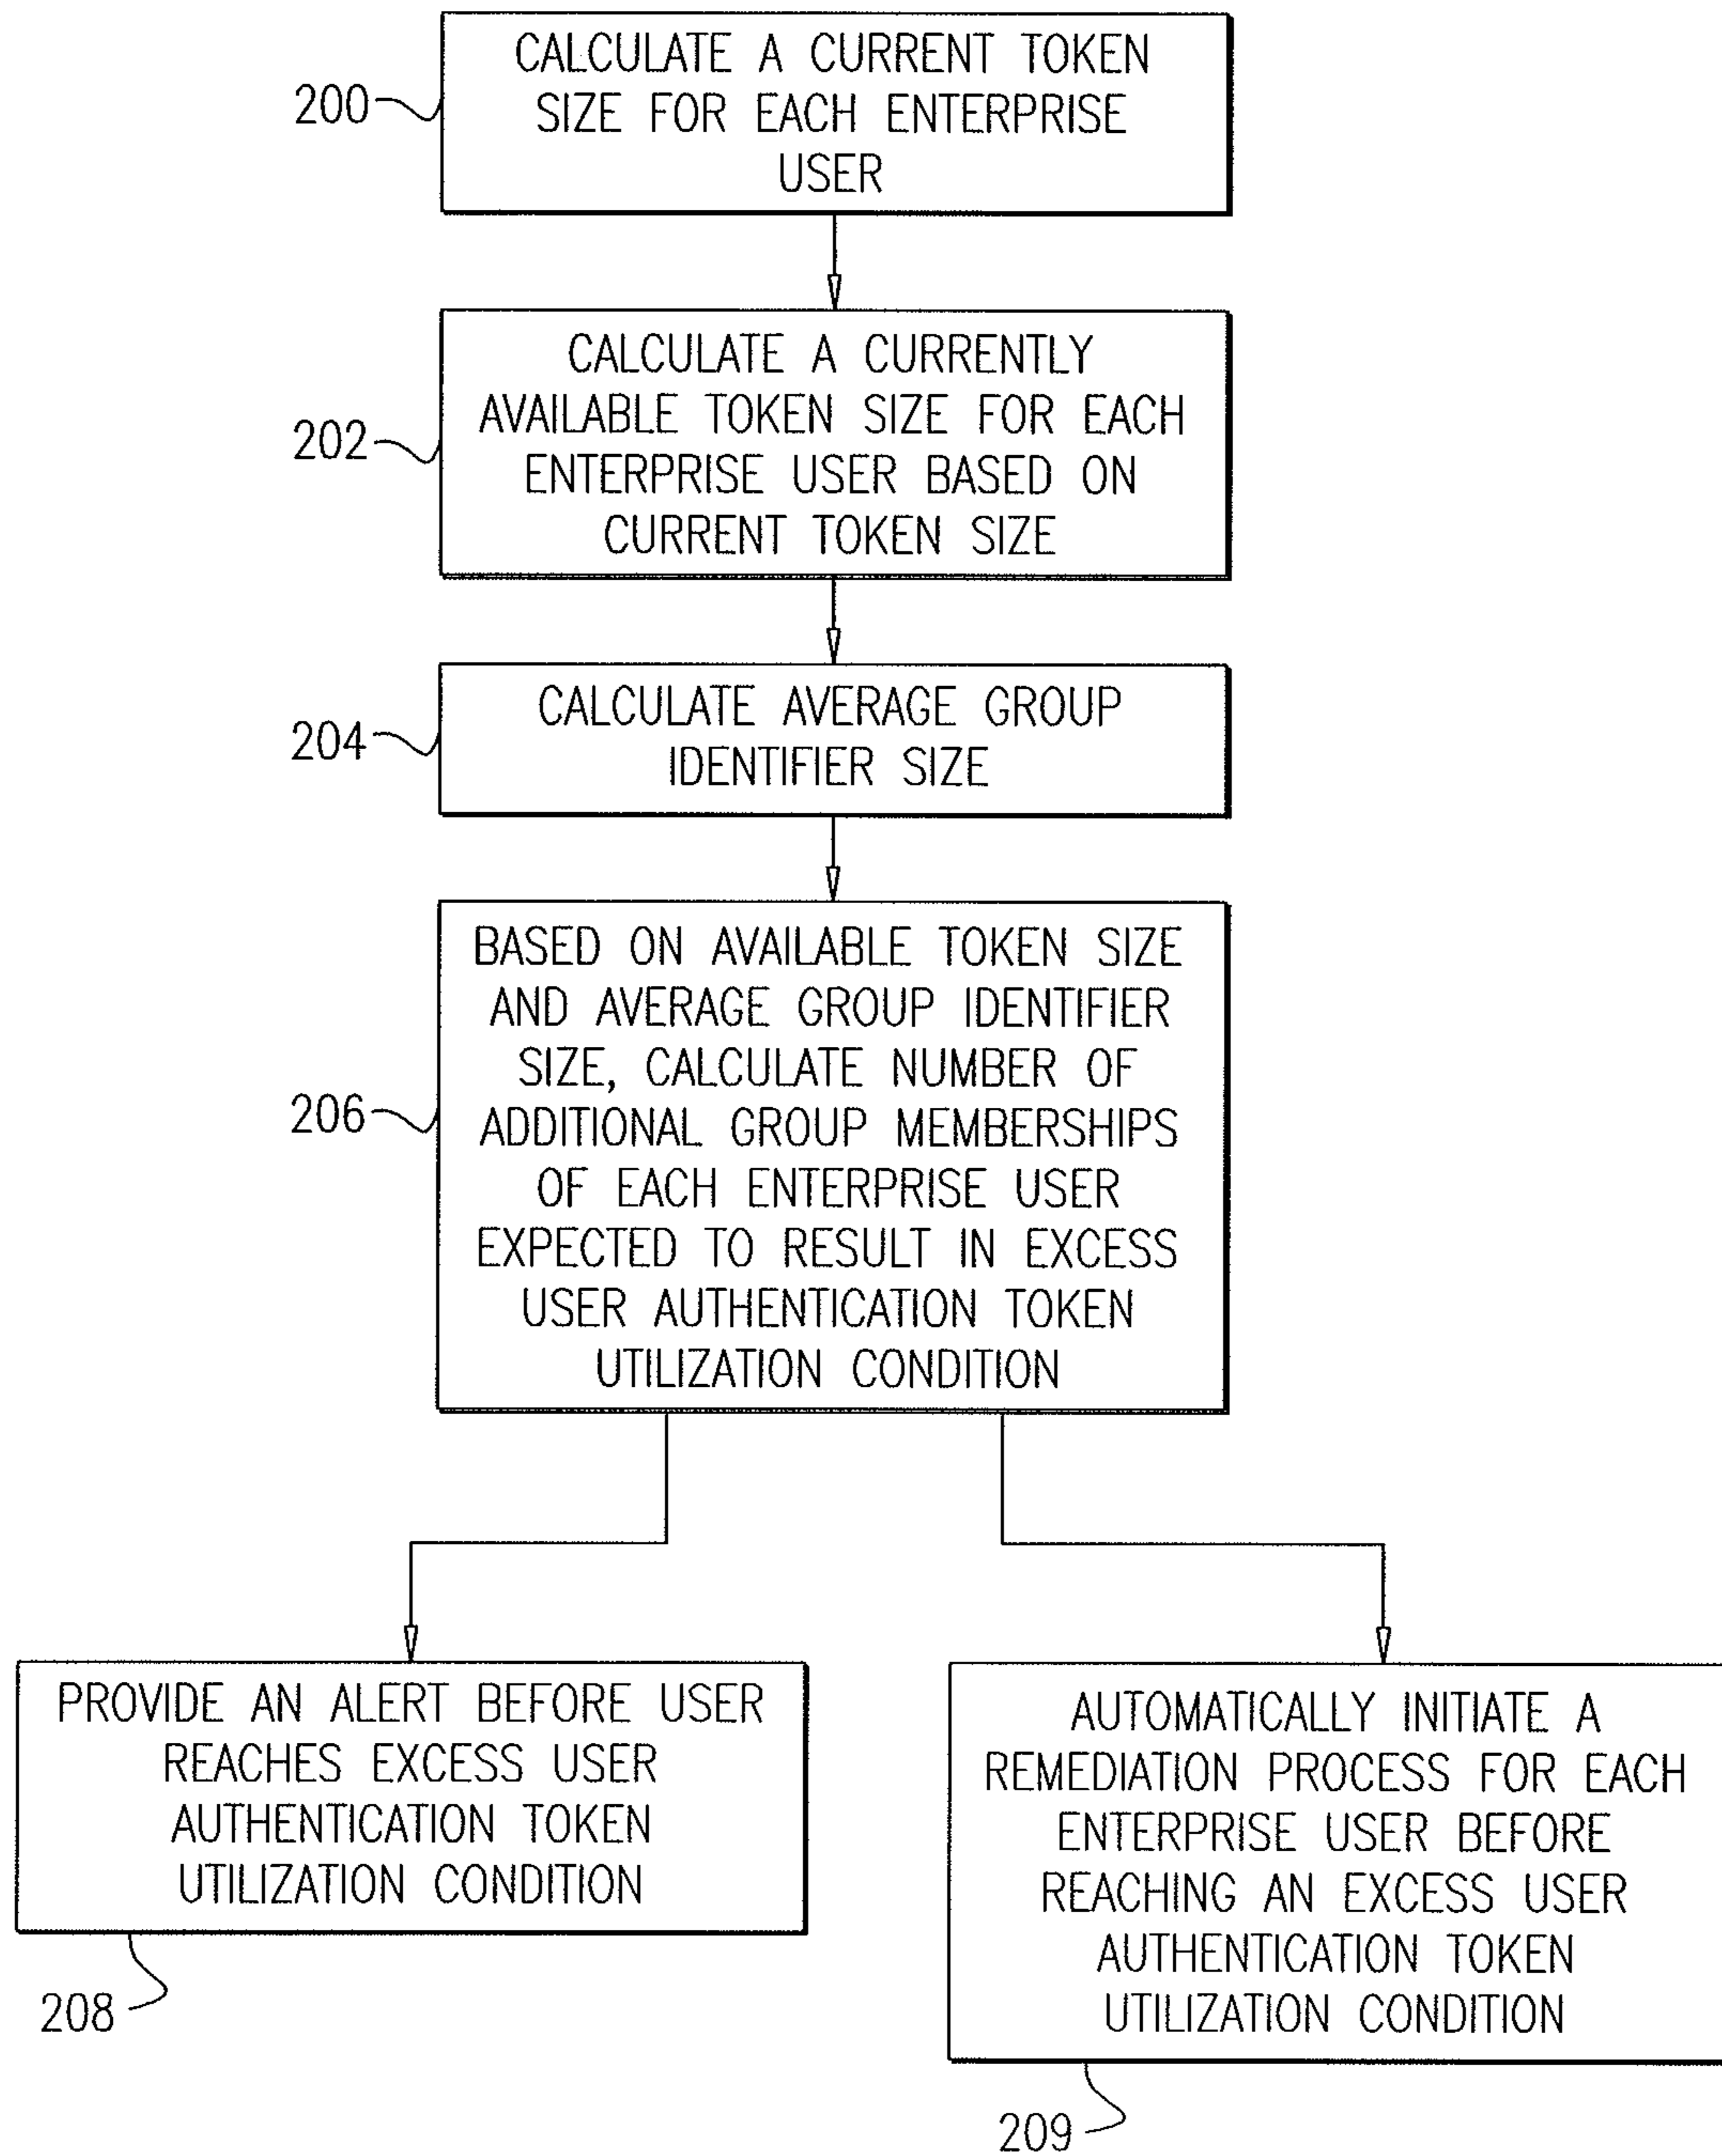 CALCULATE A CURRENT TOKEN
SIZE FOR EACH ENTERPRISE
USER
200
CALCULATE A CURRENTLY
AVAILABLE TOKEN SIZE FOR EACH
ENTERPRISE USER BASED ON
CURRENT TOKEN SIZE
202
CALCULATE AVERAGE GROUP
IDENTIFIER SIZE
204
BASED ON AVAILABLE TOKEN SIZE
AND AVERAGE GROUP IDENTIFIER
SIZE, CALCULATE NUMBER OF
ADDITIONAL GROUP MEMBERSHIPS
OF EACH ENTERPRISE USER
EXPECTED TO RESULT IN EXCESS
USER AUTHENTICATION TOKEN
UTILIZATION CONDITION
206
PROVIDE AN ALERT BEFORE USER
REACHES EXCESS USER
AUTHENTICATION TOKEN
UTILIZATION CONDITION
208
AUTOMATICALLY INITIATE A
REMEDIATION PROCESS FOR EACH
ENTERPRISE USER BEFORE
REACHING AN EXCESS USER
AUTHENTICATION TOKEN
UTILIZATION CONDITION
209